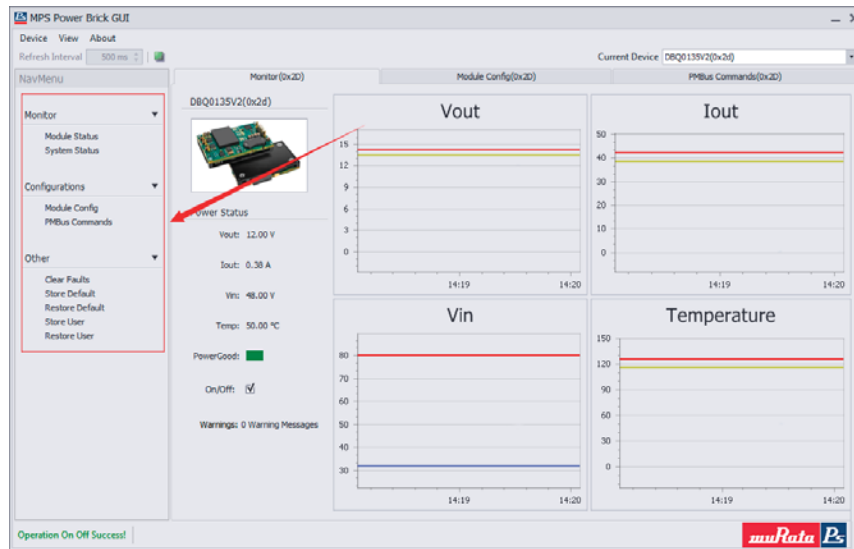 MPS Power Brick GUI
Device View About
Refresh Interval 500 ms
Current Device DBQ0135V2(0x2d)
NavMenu
Monitor
Module Status
System Status
Configurations
Module Config
PMBus Commands
Other
Clear Faults
Store Default
Restore Default
Store User
Restore User
Monitor(0x2D)
Module Config(0x2D)
PMBus Commands(0x2D)
DBQ0135V2(0x2d)
Power Status
Vout: 12.00 V
Iout: 0.38 A
Vin: 48.00 V
Temp: 50.00 °C
PowerGood:
On/Off:
Warnings: 0 Warning Messages
Vout
15
12
9
6
3
0
14:19 14:20
Iout
50
40
30
20
10
0
14:19 14:20
Vin
80
70
60
50
40
30
14:19 14:20
Temperature
150
120
90
60
30
0
14:19 14:20
Operation On Off Success!
muRata Ps